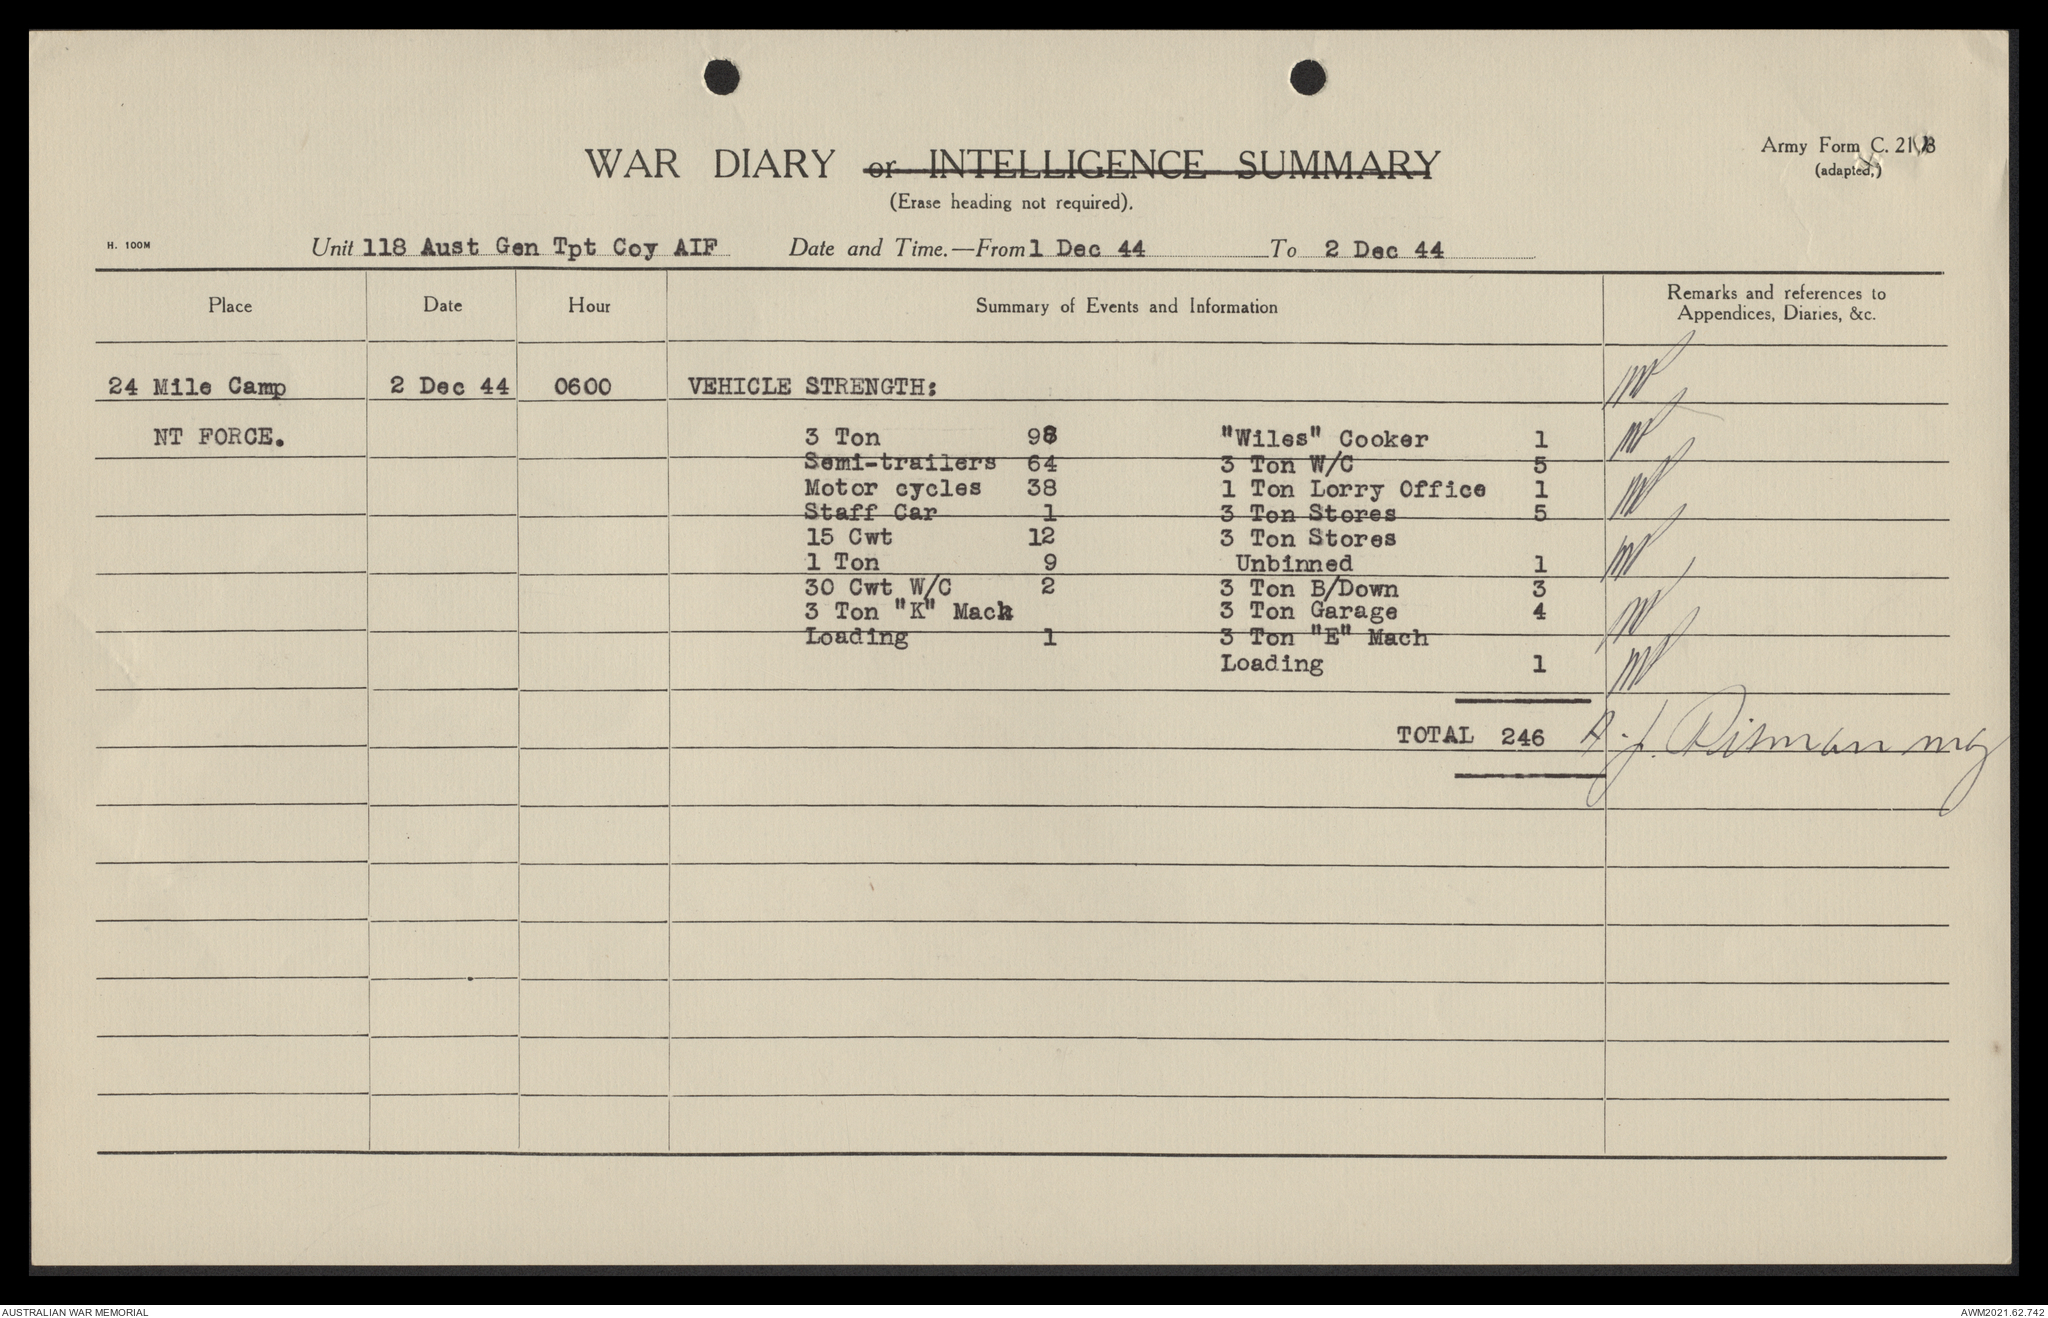 Army Form C. 2118
(adapted,)
WAR DIARY or INTELLIGENCE SUMMARY
(Erase heading not required).
H. 100M
Unit 118 Aust Gen Tpt Coy AIF Date and Time.—From 1 Dec 44 To 2 Dec 44
Place Date Hour Summary of Events and Information Remarks and references to
Appendices, Diaries, &c.
24 Mile Camp 2 Dec 44 0600 VEHICLE STRENGTH:
NT FORCE. 3 Ton 98 "Wiles" Cooker 1
Semi-trailers 64 3 Ton W/C 5
Motor cycles 38 1 Ton Lorry Office 1
Staff Car 1 3 Ton Stores 5
15 Cwt 12 3 Ton Stores
1 Ton 9 Unbinned 1
30 Cwt W/C 2 3 Ton B/Down 3
3 Ton "K" Mach 3 Ton Garage 4
Loading 1 3 Ton "E" Mach
Loading 1
TOTAL 246 A.J. Maj
AUSTRALIAN WAR MEMORIAL AWM2021.62.742